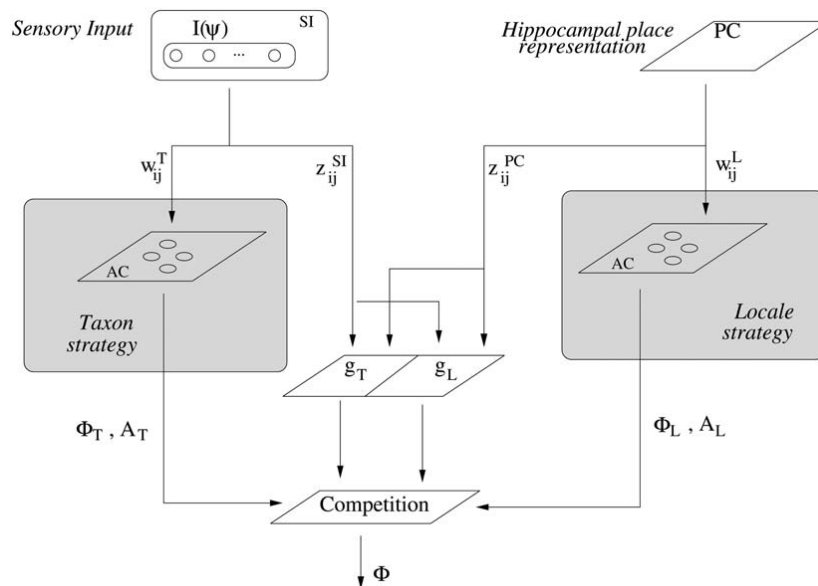 Sensory Input
I(ψ)
SI
...
Hippocampal place
representation
PC
w_ij^T
z_ij^SI
z_ij^PC
w_ij^L
AC
Taxon
strategy
AC
Locale
strategy
g_T
g_L
Φ_T , A_T
Φ_L , A_L
Competition
Φ